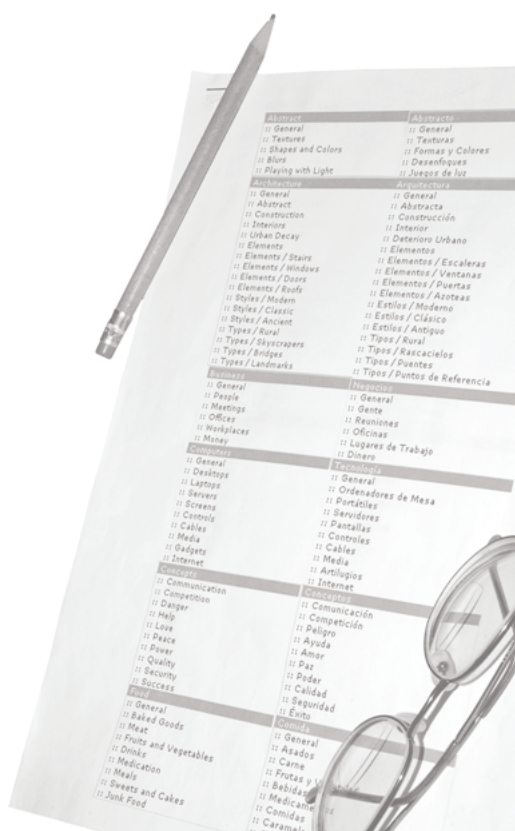 Abstract
:: General
:: Textures
:: Shapes and Colors
:: Blurs
:: Playing with Light
Architecture
:: General
:: Abstract
:: Construction
:: Interiors
:: Urban Decay
:: Elements
:: Elements / Stairs
:: Elements / Windows
:: Elements / Doors
:: Elements / Roofs
:: Styles / Modern
:: Styles / Classic
:: Styles / Ancient
:: Types / Rural
:: Types / Skyscrapers
:: Types / Bridges
:: Types / Landmarks
Business
:: General
:: People
:: Meetings
:: Offices
:: Workplaces
:: Money
Computers
:: General
:: Desktops
:: Laptops
:: Servers
:: Screens
:: Controls
:: Cables
:: Media
:: Gadgets
:: Internet
Concepts
:: Communication
:: Competition
:: Danger
:: Help
:: Love
:: Peace
:: Power
:: Quality
:: Security
:: Success
Food
:: General
:: Baked Goods
:: Meat
:: Fruits and Vegetables
:: Drinks
:: Medication
:: Meals
:: Sweets and Cakes
:: Junk Food
Abstracto
:: General
:: Texturas
:: Formas y Colores
:: Desenfoques
:: Juegos de luz
Arquitectura
:: General
:: Abstracta
:: Construcción
:: Interior
:: Deterioro Urbano
:: Elementos
:: Elementos / Escaleras
:: Elementos / Ventanas
:: Elementos / Puertas
:: Elementos / Azoteas
:: Estilos / Moderno
:: Estilos / Clásico
:: Estilos / Antiguo
:: Tipos / Rural
:: Tipos / Rascacielos
:: Tipos / Puentes
:: Tipos / Puntos de Referencia
Negocios
:: General
:: Gente
:: Reuniones
:: Oficinas
:: Lugares de Trabajo
:: Dinero
Tecnología
:: General
:: Ordenadores de Mesa
:: Portátiles
:: Servidores
:: Pantallas
:: Controles
:: Cables
:: Media
:: Artilugios
:: Internet
Conceptos
:: Comunicación
:: Competición
:: Peligro
:: Ayuda
:: Amor
:: Paz
:: Poder
:: Calidad
:: Seguridad
:: Éxito
Comida
:: General
:: Asados
:: Carne
:: Frutas y
:: Bebidas
:: Comidas